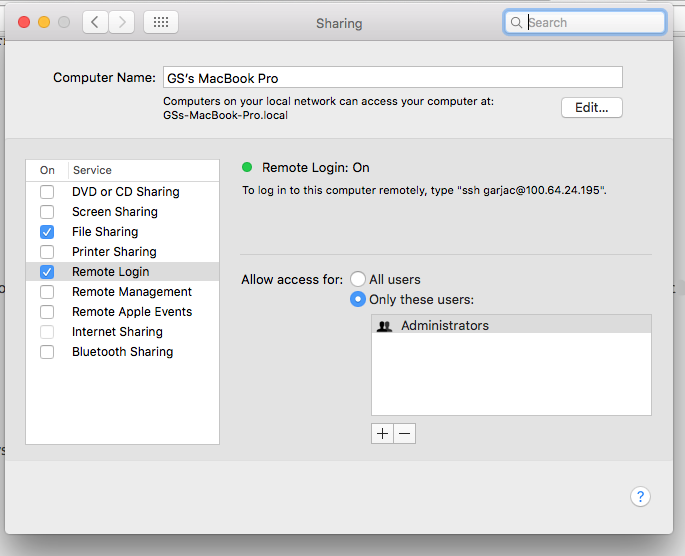 Sharing
Search
Computer Name:
GS's MacBook Pro
Computers on your local network can access your computer at:
GSs-MacBook-Pro.local
Edit...
On
Service
DVD or CD Sharing
Screen Sharing
File Sharing
Printer Sharing
Remote Login
Remote Management
Remote Apple Events
Internet Sharing
Bluetooth Sharing
Remote Login: On
To log in to this computer remotely, type "ssh garjac@100.64.24.195".
Allow access for:
All users
Only these users:
Administrators
+
−
?